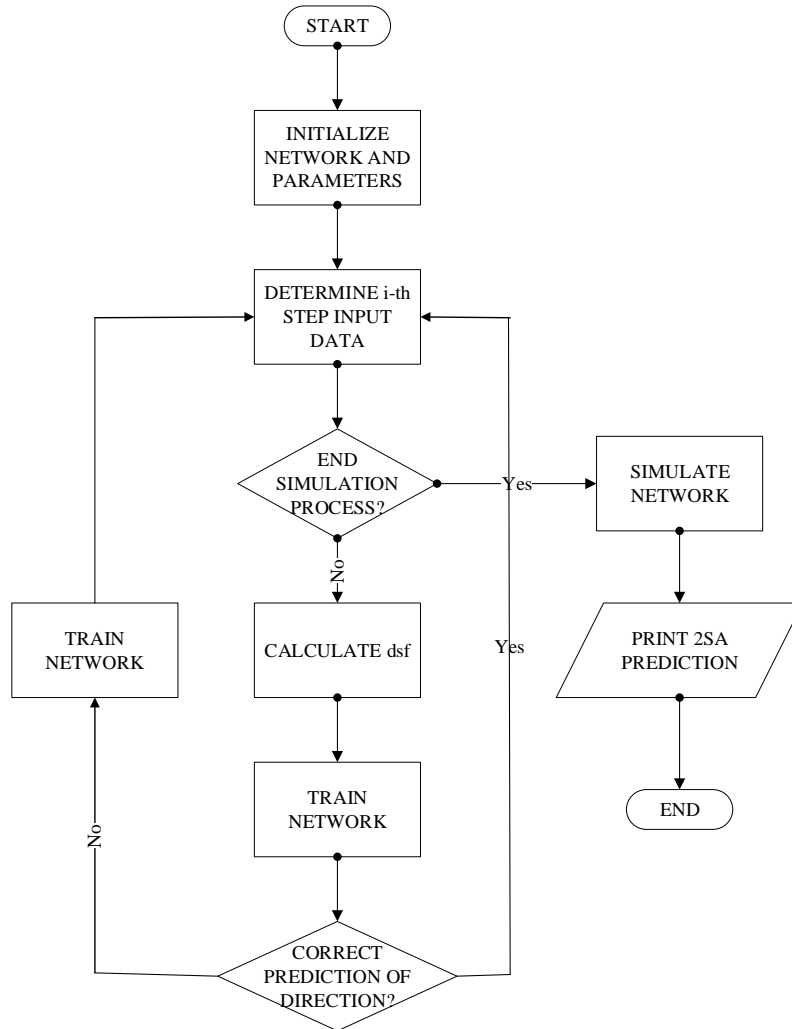 START
INITIALIZE
NETWORK AND
PARAMETERS
DETERMINE i-th
STEP INPUT
DATA
END
SIMULATION
PROCESS?
Yes
SIMULATE
NETWORK
No
TRAIN
NETWORK
CALCULATE dsf
Yes
PRINT 2SA
PREDICTION
TRAIN
NETWORK
END
No
CORRECT
PREDICTION OF
DIRECTION?